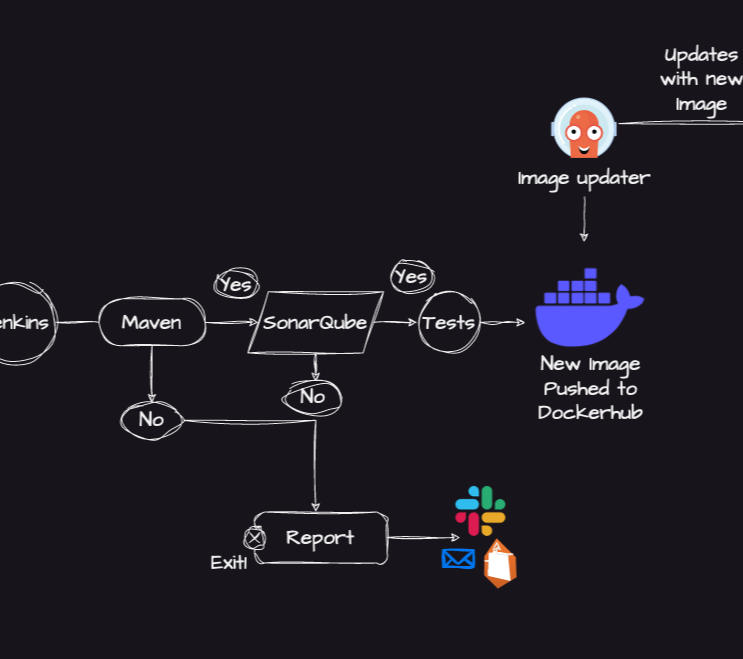 Updates
with new
Image
Image updater
Yes
Yes
enkins
Maven
SonarQube
Tests
No
No
New Image
Pushed to
Dockerhub
Report
Exit!